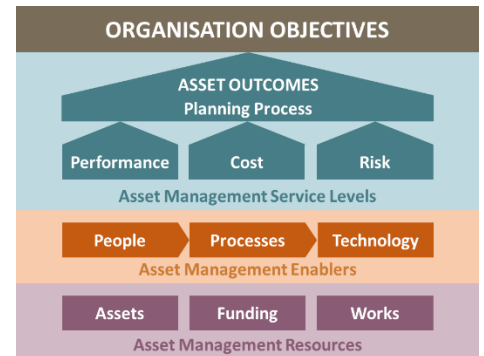 ORGANISATION OBJECTIVES
ASSET OUTCOMES
Planning Process
Performance Cost Risk
Asset Management Service Levels
People Processes Technology
Asset Management Enablers
Assets Funding Works
Asset Management Resources